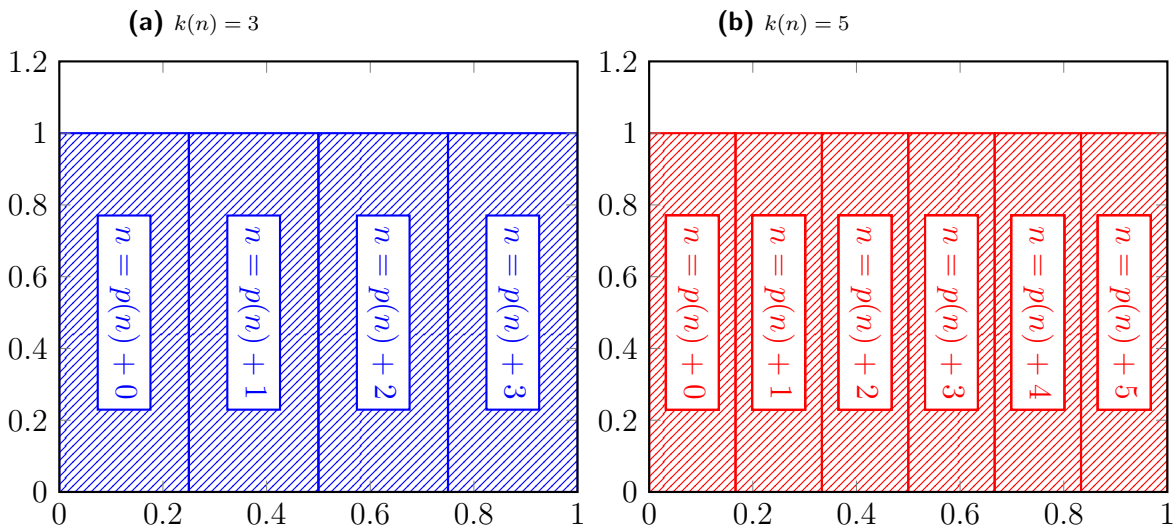 (a) k(n) = 3
1.2
1
0.8
0.6
0.4
0.2
0
n = p(n) + 0
n = p(n) + 1
n = p(n) + 2
n = p(n) + 3
0 0.2 0.4 0.6 0.8 1
(b) k(n) = 5
1.2
1
0.8
0.6
0.4
0.2
0
n = p(n) + 0
n = p(n) + 1
n = p(n) + 2
n = p(n) + 3
n = p(n) + 4
n = p(n) + 5
0 0.2 0.4 0.6 0.8 1